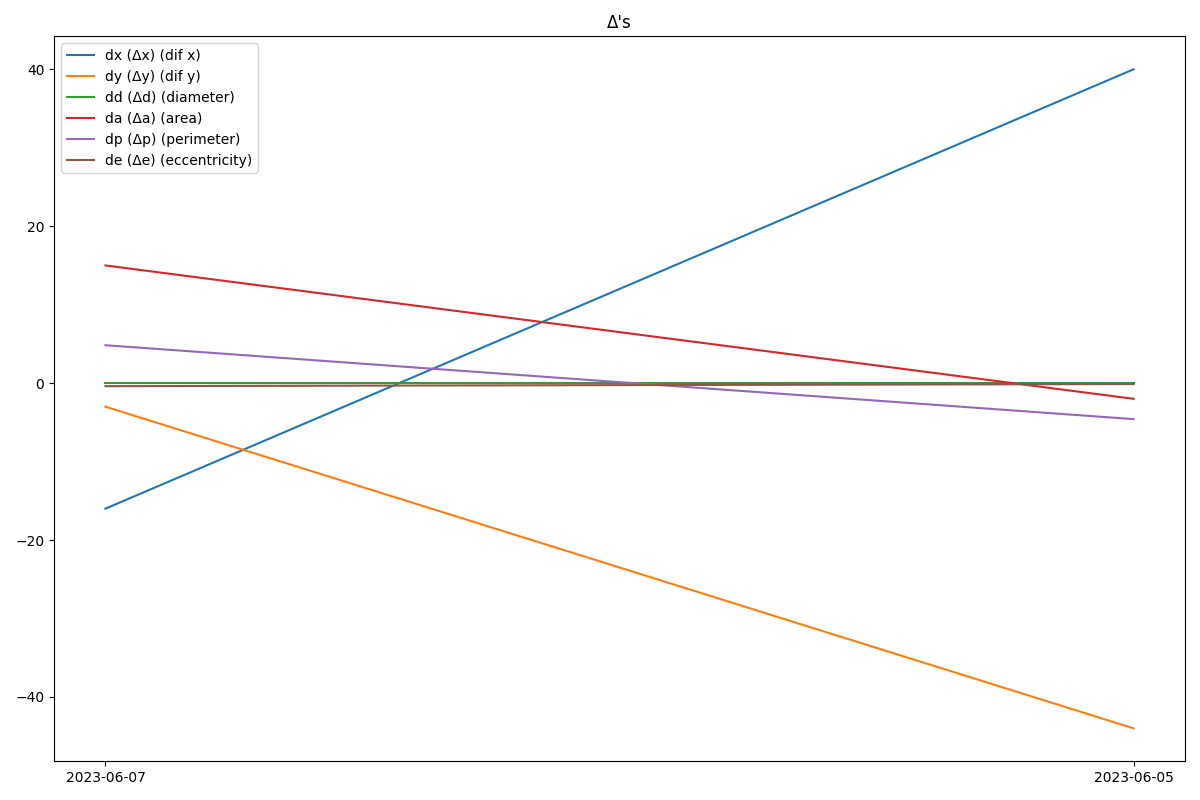 Δ's
dx (Δx) (dif x)
dy (Δy) (dif y)
dd (Δd) (diameter)
da (Δa) (area)
dp (Δp) (perimeter)
de (Δe) (eccentricity)
40
20
0
−20
−40
2023-06-07
2023-06-05